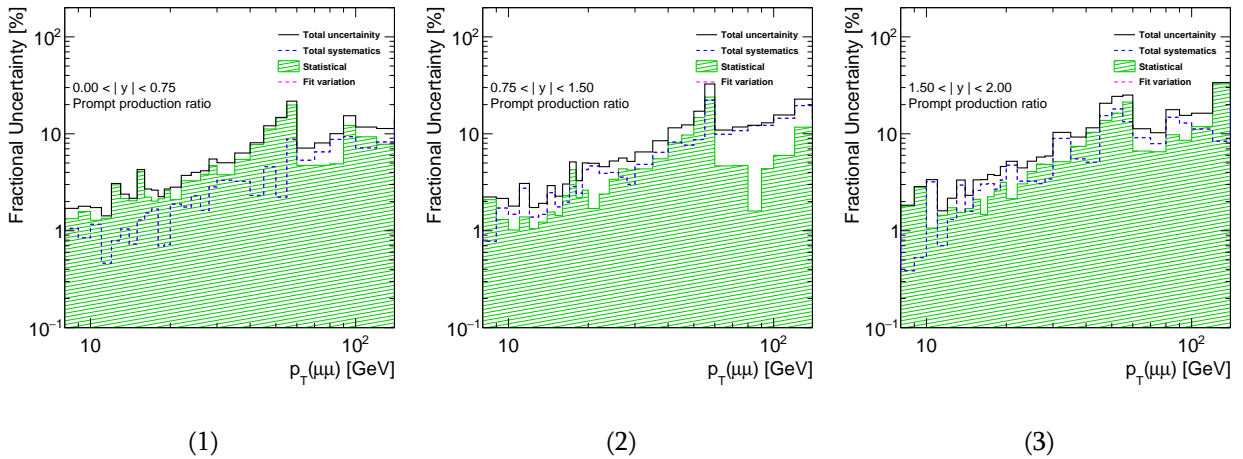 Fractional Uncertainty [%]
10²
10
1
10⁻¹
Total uncertainity
Total systematics
Statistical
Fit variation
0.00 < | y | < 0.75
Prompt production ratio
10
10²
p_T(μμ) [GeV]
(1)
Fractional Uncertainty [%]
10²
10
1
10⁻¹
Total uncertainity
Total systematics
Statistical
Fit variation
0.75 < | y | < 1.50
Prompt production ratio
10
10²
p_T(μμ) [GeV]
(2)
Fractional Uncertainty [%]
10²
10
1
10⁻¹
Total uncertainity
Total systematics
Statistical
Fit variation
1.50 < | y | < 2.00
Prompt production ratio
10
10²
p_T(μμ) [GeV]
(3)